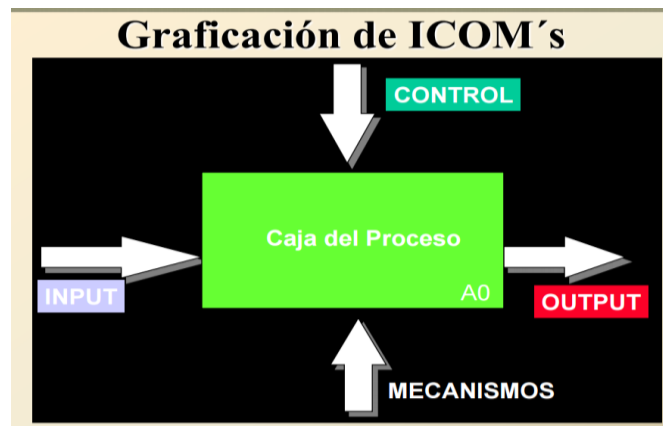 Graficación de ICOM´s
CONTROL
Caja del Proceso
INPUT
A0
OUTPUT
MECANISMOS